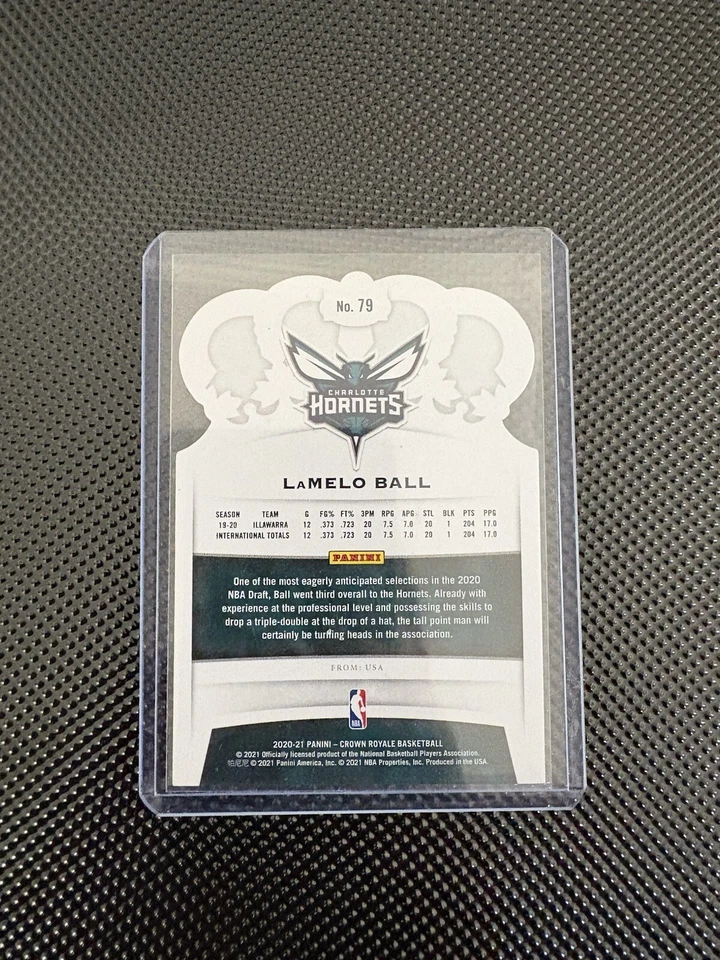 No. 79
CHARLOTTE
HORNETS
LaMELO BALL
SEASON TEAM G FG% FT% 3PM RPG APG STL BLK PTS PPG
19-20 ILLAWARRA 12 .373 .723 20 7.5 7.0 20 1 204 17.0
INTERNATIONAL TOTALS 12 .373 .723 20 7.5 7.0 20 1 204 17.0
PANINI
One of the most eagerly anticipated selections in the 2020
NBA Draft, Ball went third overall to the Hornets. Already with
experience at the professional level and possessing the skills to
drop a triple-double at the drop of a hat, the tall point man will
certainly be turning heads in the association.
FROM: USA
NBA
2020-21 PANINI – CROWN ROYALE BASKETBALL
© 2021 Officially licensed product of the National Basketball Players Association.
帕尼尼 © 2021 Panini America, Inc. © 2021 NBA Properties, Inc. Produced in the USA.